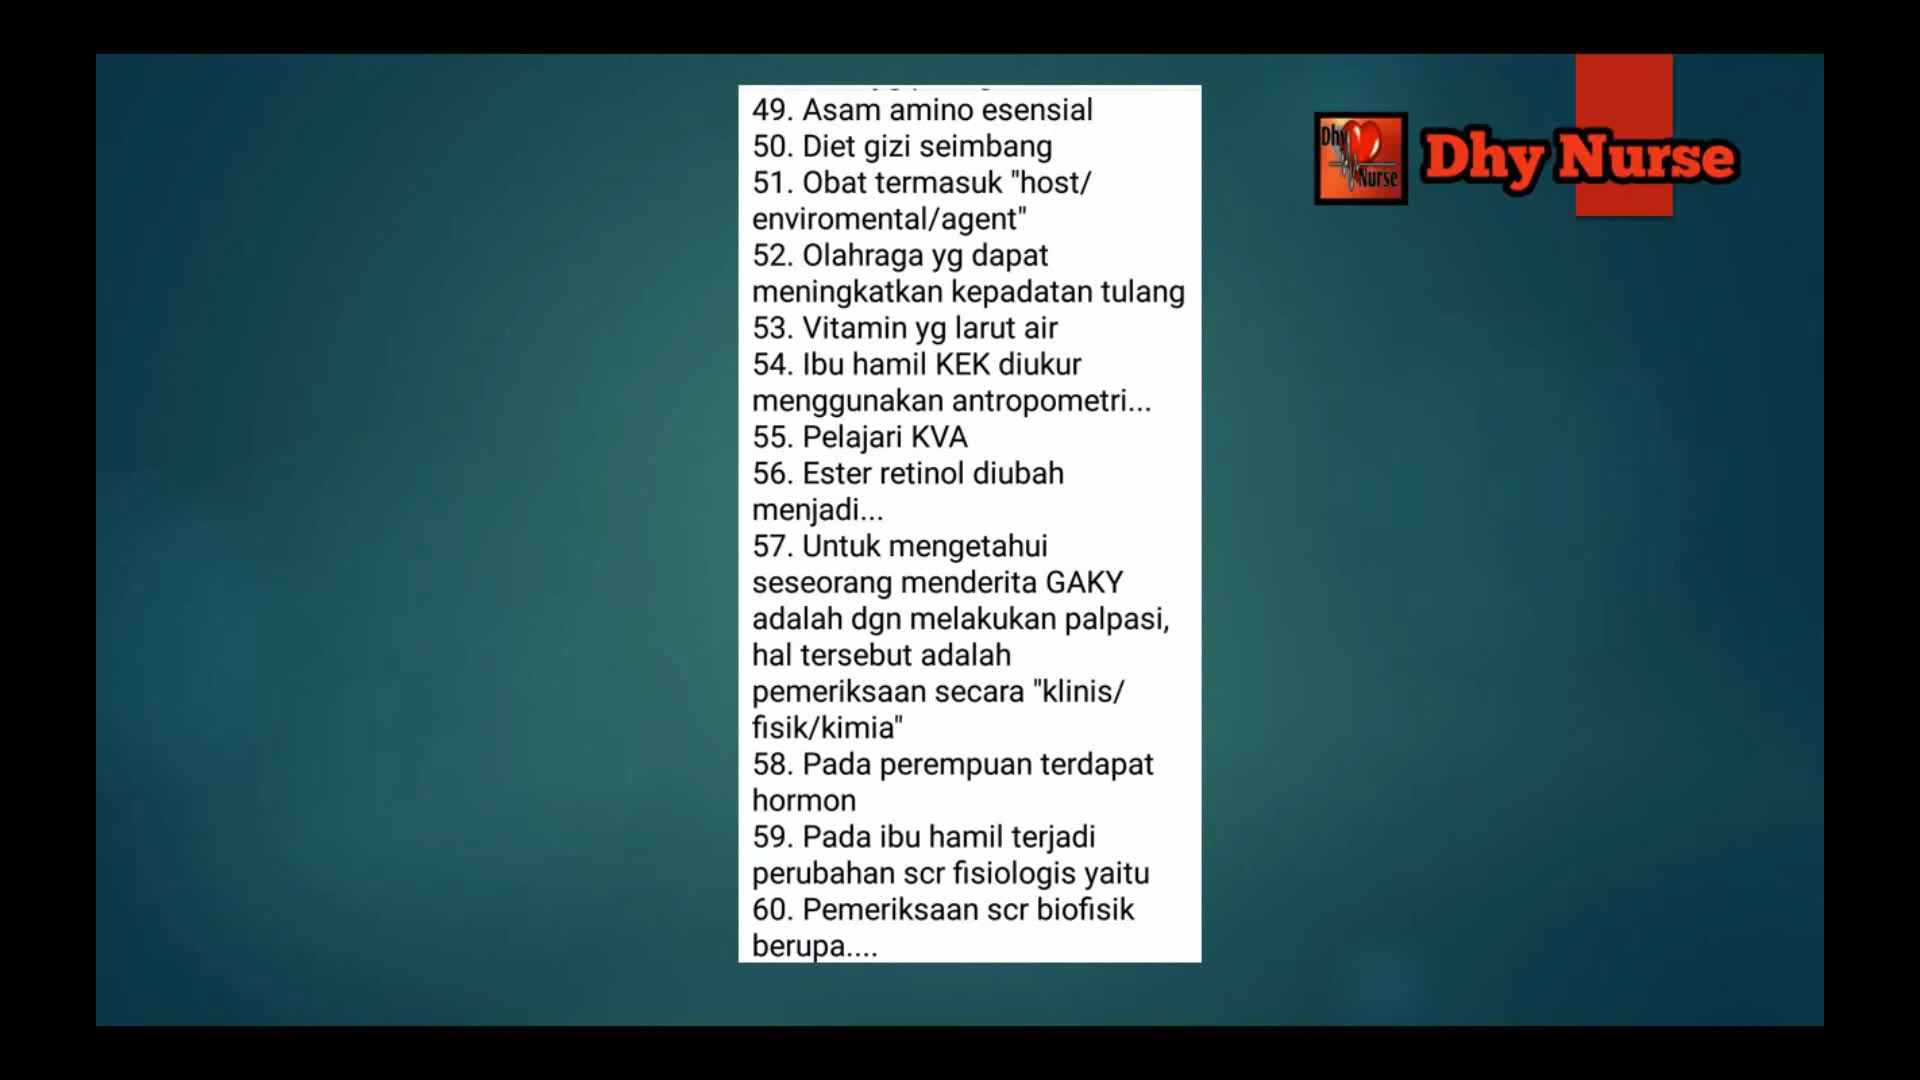 49. Asam amino esensial
50. Diet gizi seimbang
51. Obat termasuk "host/
enviromental/agent"
52. Olahraga yg dapat
meningkatkan kepadatan tulang
53. Vitamin yg larut air
54. Ibu hamil KEK diukur
menggunakan antropometri...
55. Pelajari KVA
56. Ester retinol diubah
menjadi...
57. Untuk mengetahui
seseorang menderita GAKY
adalah dgn melakukan palpasi,
hal tersebut adalah
pemeriksaan secara "klinis/
fisik/kimia"
58. Pada perempuan terdapat
hormon
59. Pada ibu hamil terjadi
perubahan scr fisiologis yaitu
60. Pemeriksaan scr biofisik
berupa....
Dhy
Nurse
Dhy Nurse